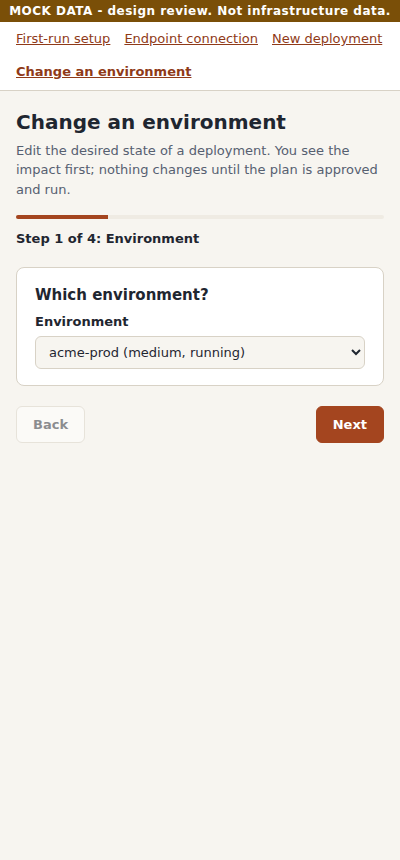 MOCK DATA - design review. Not infrastructure data.
First-run setup Endpoint connection New deployment
Change an environment
Change an environment
Edit the desired state of a deployment. You see the
impact first; nothing changes until the plan is approved
and run.
Step 1 of 4: Environment
Which environment?
Environment
acme-prod (medium, running)
Back Next